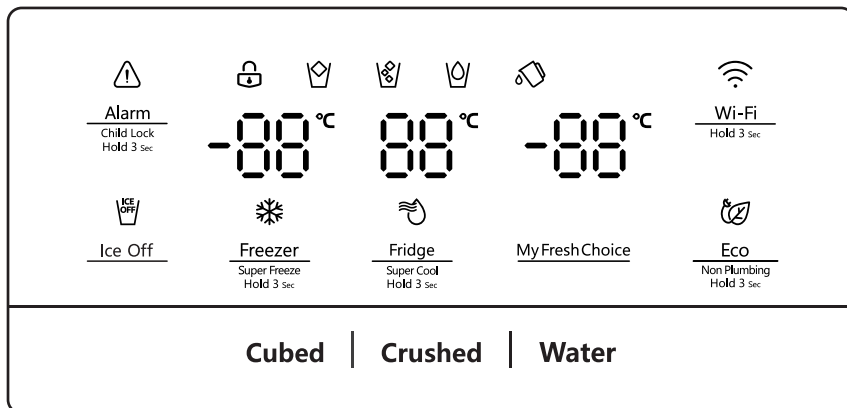 Alarm
Child Lock
Hold 3 Sec
-88 °C
88 °C
-88 °C
Wi-Fi
Hold 3 Sec
ICE OFF
Ice Off
Freezer
Super Freeze
Hold 3 Sec
Fridge
Super Cool
Hold 3 Sec
My Fresh Choice
Eco
Non Plumbing
Hold 3 Sec
Cubed | Crushed | Water